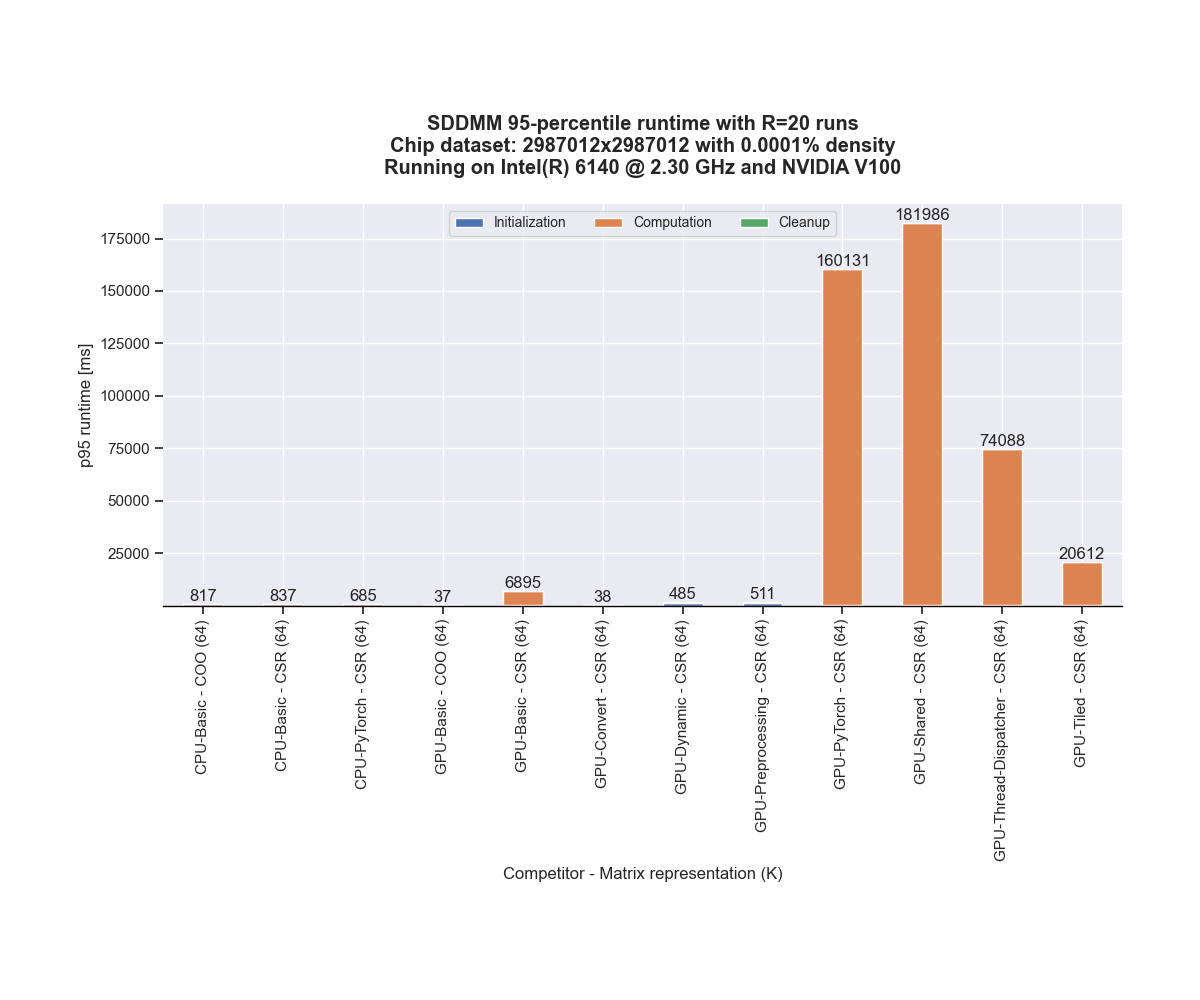 SDDMM 95-percentile runtime with R=20 runs
Chip dataset: 2987012x2987012 with 0.0001% density
Running on Intel(R) 6140 @ 2.30 GHz and NVIDIA V100
Initialization
Computation
Cleanup
p95 runtime [ms]
175000
150000
125000
100000
75000
50000
25000
817
837
685
37
6895
38
485
511
160131
181986
74088
20612
CPU-Basic - COO (64)
CPU-Basic - CSR (64)
CPU-PyTorch - CSR (64)
GPU-Basic - COO (64)
GPU-Basic - CSR (64)
GPU-Convert - CSR (64)
GPU-Dynamic - CSR (64)
GPU-Preprocessing - CSR (64)
GPU-PyTorch - CSR (64)
GPU-Shared - CSR (64)
GPU-Thread-Dispatcher - CSR (64)
GPU-Tiled - CSR (64)
Competitor - Matrix representation (K)